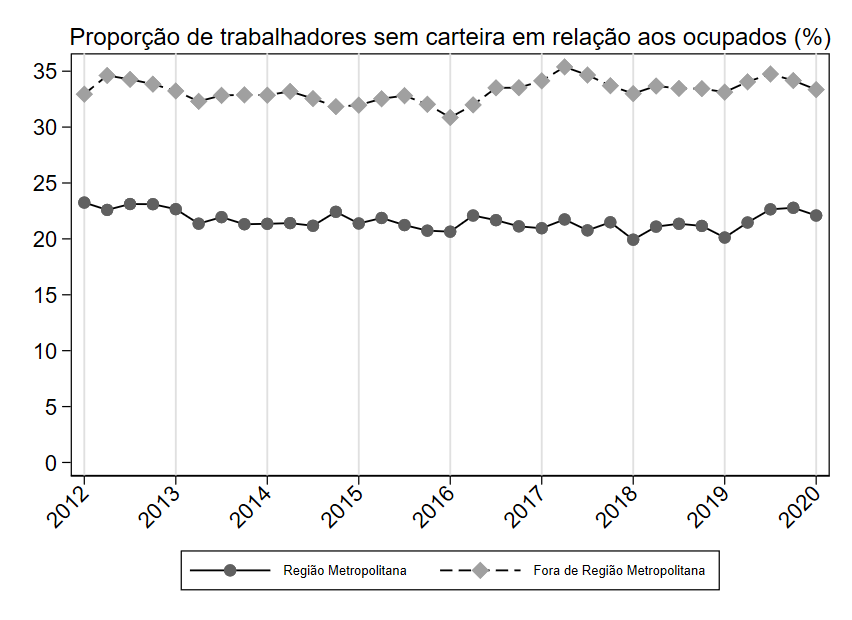 Proporção de trabalhadores sem carteira em relação aos ocupados (%)
35
30
25
20
15
10
5
0
2012 2013 2014 2015 2016 2017 2018 2019 2020
Região Metropolitana Fora de Região Metropolitana